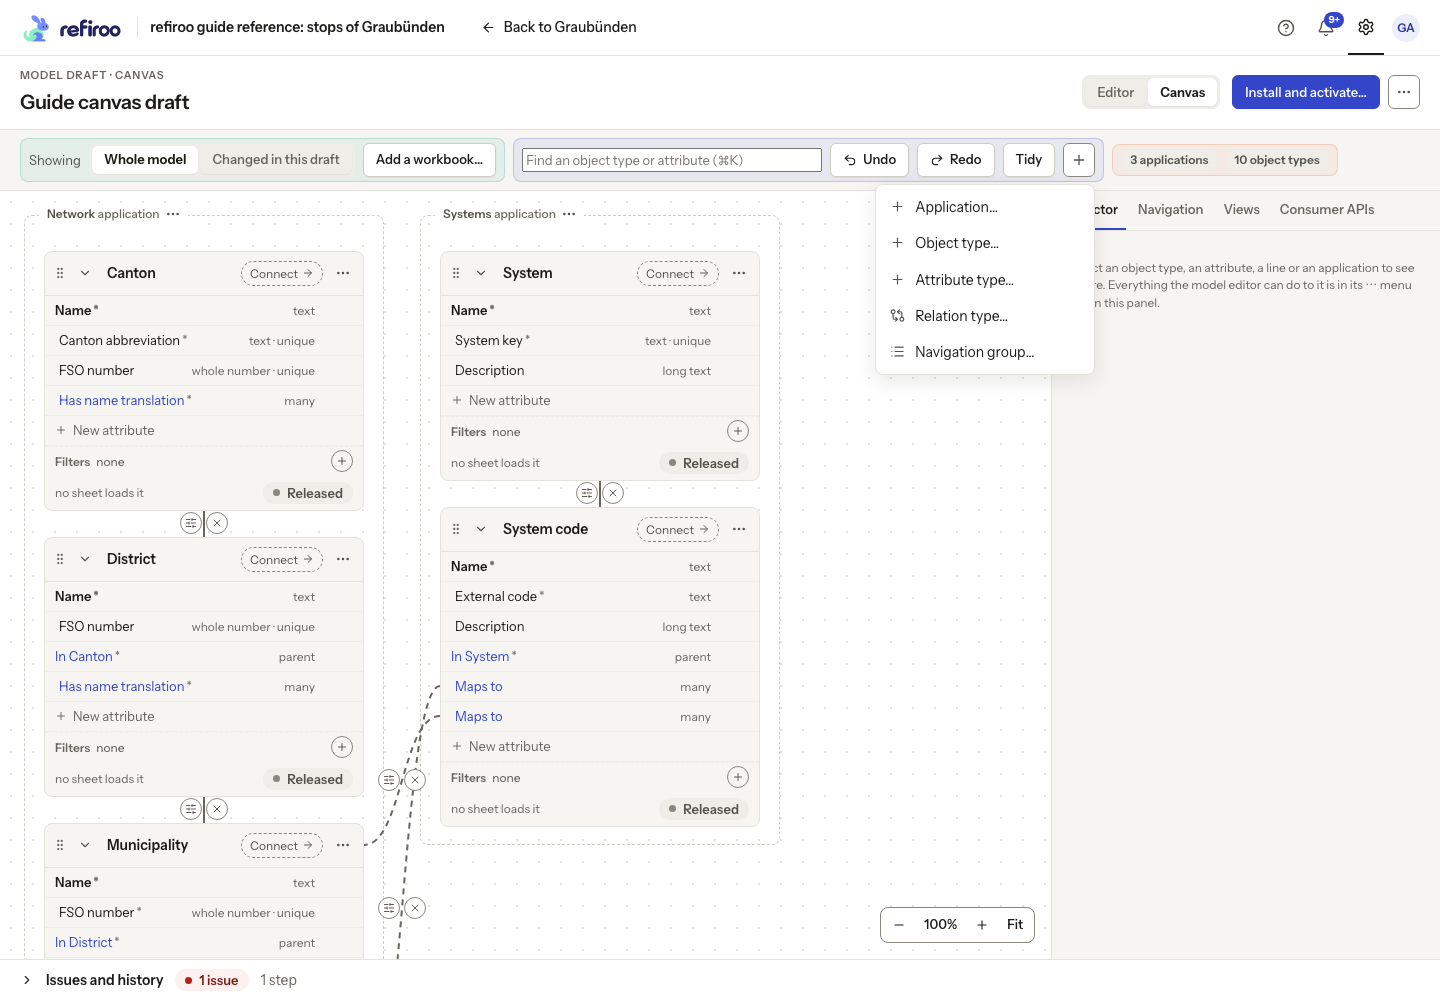 refiroo
refiroo guide reference: stops of Graubünden
Back to Graubünden
9+
GA
MODEL DRAFT · CANVAS
Guide canvas draft
Editor
Canvas
Install and activate...
Showing
Whole model
Changed in this draft
Add a workbook...
Find an object type or attribute (⌘K)
Undo
Redo
Tidy
3 applications
10 object types
Application...
Object type...
Attribute type...
Relation type...
Navigation group...
ctor
Navigation
Views
Consumer APIs
ct an object type, an attribute, a line or an application to see
re. Everything the model editor can do to it is in its ··· menu
n this panel.
Network application
Canton
Connect
Name *
text
Canton abbreviation *
text · unique
FSO number
whole number · unique
Has name translation *
many
New attribute
Filters none
no sheet loads it
Released
District
Connect
Name *
text
FSO number
whole number · unique
In Canton *
parent
Has name translation *
many
New attribute
Filters none
no sheet loads it
Released
Municipality
Connect
Name *
text
FSO number *
whole number · unique
In District *
parent
Systems application
System
Connect
Name *
text
System key *
text · unique
Description
long text
New attribute
Filters none
no sheet loads it
Released
System code
Connect
Name *
text
External code *
text
Description
long text
In System *
parent
Maps to
many
Maps to
many
New attribute
Filters none
no sheet loads it
Released
100%
Fit
Issues and history
1 issue
1 step